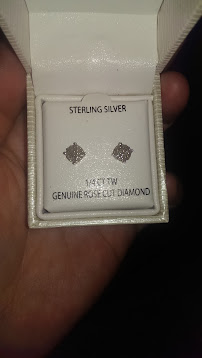 STERLING SILVER
1/4 CT TW
GENUINE ROSE CUT DIAMOND